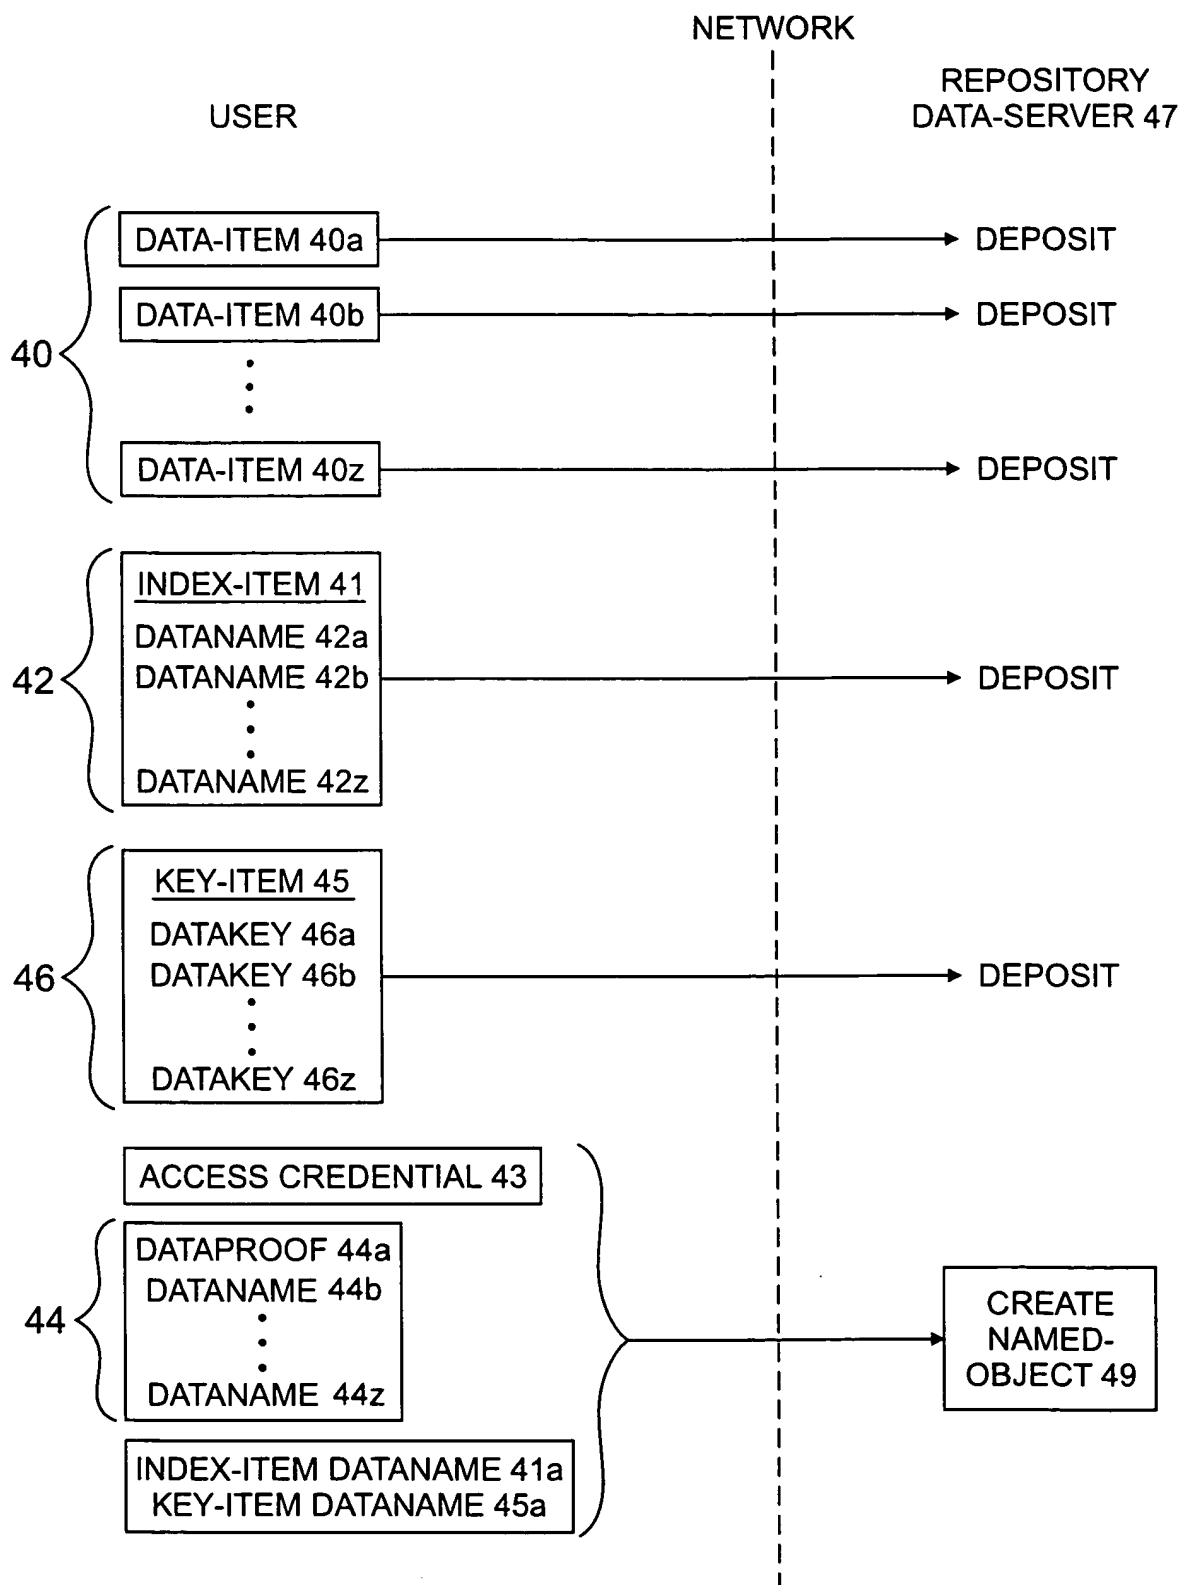 NETWORK
REPOSITORY
DATA-SERVER 47
USER
DATA-ITEM 40a
DEPOSIT
DATA-ITEM 40b
DEPOSIT
40
DATA-ITEM 40z
DEPOSIT
INDEX-ITEM 41
DATANAME 42a
42
DATANAME 42b
DEPOSIT
DATANAME 42z
KEY-ITEM 45
DATAKEY 46a
46
DATAKEY 46b
DEPOSIT
DATAKEY 46z
ACCESS CREDENTIAL 43
DATAPROOF 44a
DATANAME 44b
44
DATANAME 44z
CREATE
NAMED-
OBJECT 49
INDEX-ITEM DATANAME 41a
KEY-ITEM DATANAME 45a